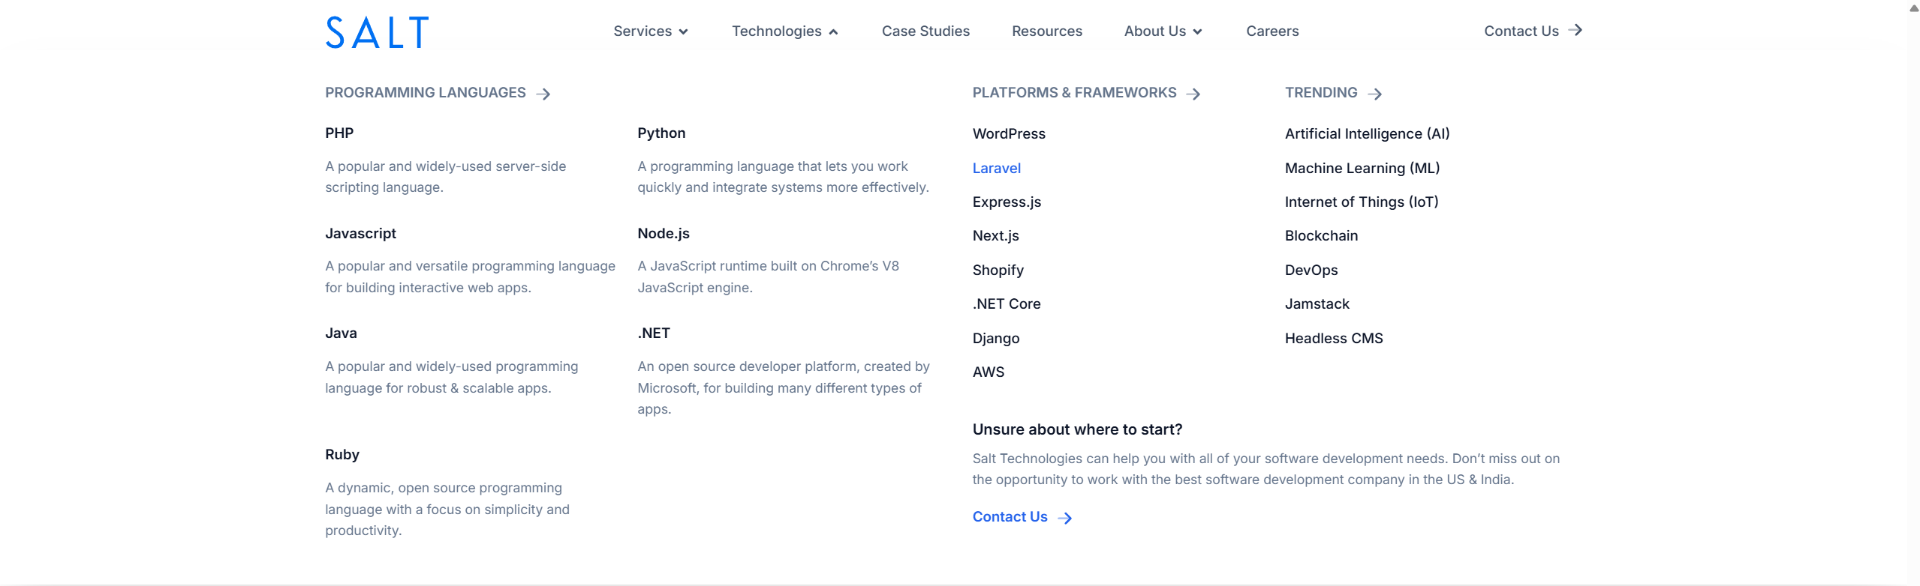 SALT
Services
Technologies
Case Studies
Resources
About Us
Careers
Contact Us
PROGRAMMING LANGUAGES
PHP
A popular and widely-used server-side
scripting language.
Python
A programming language that lets you work
quickly and integrate systems more effectively.
Javascript
A popular and versatile programming language
for building interactive web apps.
Node.js
A JavaScript runtime built on Chrome’s V8
JavaScript engine.
Java
A popular and widely-used programming
language for robust & scalable apps.
.NET
An open source developer platform, created by
Microsoft, for building many different types of
apps.
Ruby
A dynamic, open source programming
language with a focus on simplicity and
productivity.
PLATFORMS & FRAMEWORKS
WordPress
Laravel
Express.js
Next.js
Shopify
.NET Core
Django
AWS
TRENDING
Artificial Intelligence (AI)
Machine Learning (ML)
Internet of Things (IoT)
Blockchain
DevOps
Jamstack
Headless CMS
Unsure about where to start?
Salt Technologies can help you with all of your software development needs. Don’t miss out on
the opportunity to work with the best software development company in the US & India.
Contact Us